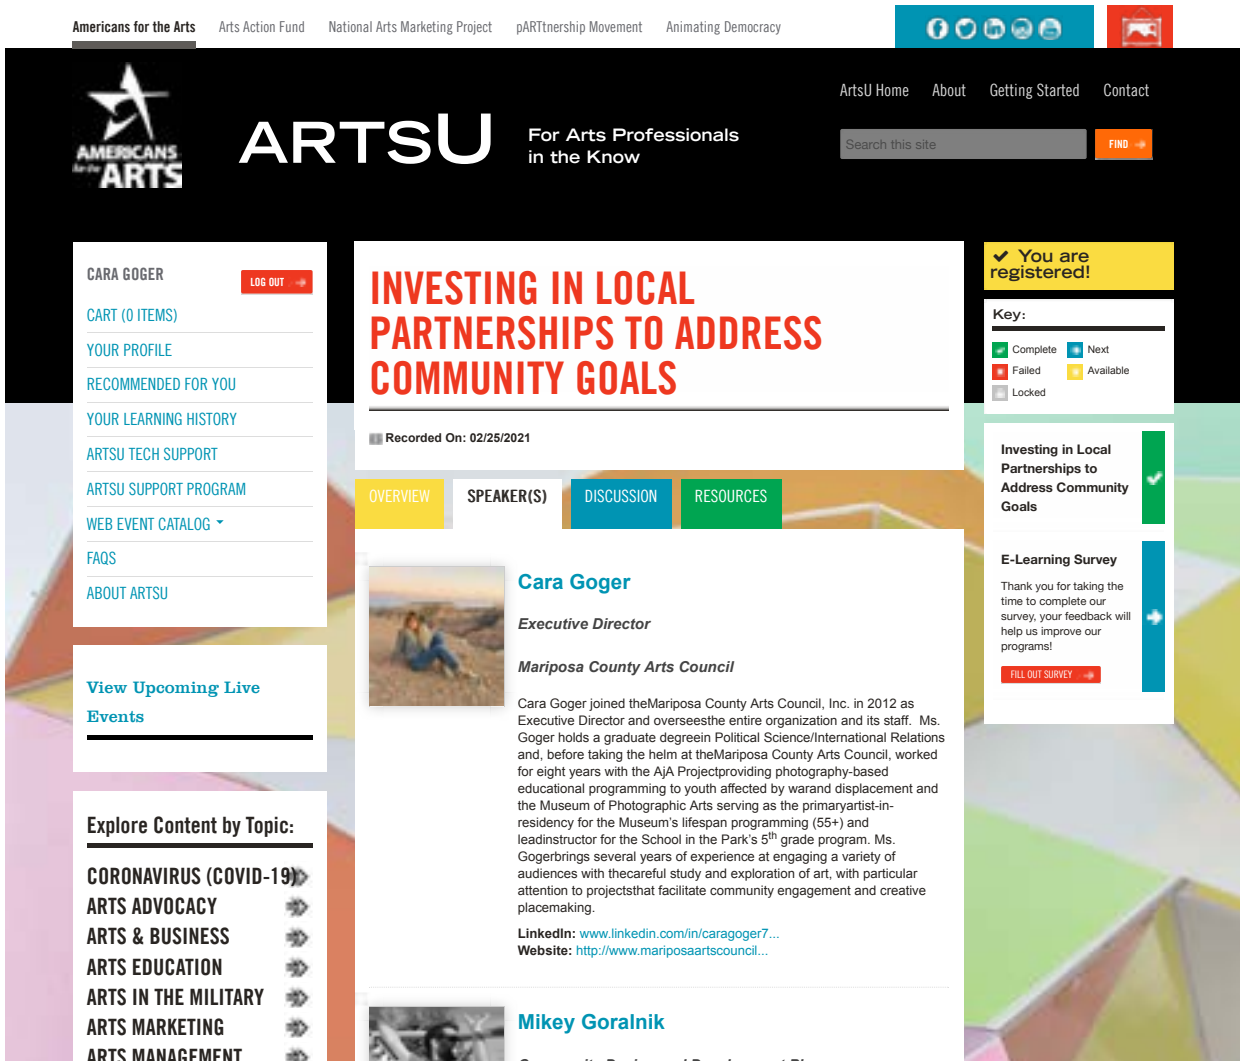 Americans for the Arts Arts Action Fund National Arts Marketing Project pARTtnership Movement Animating Democracy
AMERICANS
for the
ARTS
ARTSU
For Arts Professionals
in the Know
ArtsU Home About Getting Started Contact
Search this site
FIND
CARA GOGER
LOG OUT
CART (0 ITEMS)
YOUR PROFILE
RECOMMENDED FOR YOU
YOUR LEARNING HISTORY
ARTSU TECH SUPPORT
ARTSU SUPPORT PROGRAM
WEB EVENT CATALOG
FAQS
ABOUT ARTSU
View Upcoming Live
Events
Explore Content by Topic:
CORONAVIRUS (COVID-19)
ARTS ADVOCACY
ARTS & BUSINESS
ARTS EDUCATION
ARTS IN THE MILITARY
ARTS MARKETING
ARTS MANAGEMENT
INVESTING IN LOCAL
PARTNERSHIPS TO ADDRESS
COMMUNITY GOALS
Recorded On: 02/25/2021
OVERVIEW SPEAKER(S) DISCUSSION RESOURCES
Cara Goger
Executive Director
Mariposa County Arts Council
Cara Goger joined theMariposa County Arts Council, Inc. in 2012 as
Executive Director and overseesthe entire organization and its staff. Ms.
Goger holds a graduate degreein Political Science/International Relations
and, before taking the helm at theMariposa County Arts Council, worked
for eight years with the AjA Projectproviding photography-based
educational programming to youth affected by warand displacement and
the Museum of Photographic Arts serving as the primaryartist-in-
residency for the Museum's lifespan programming (55+) and
leadinstructor for the School in the Park's 5th grade program. Ms.
Gogerbrings several years of experience at engaging a variety of
audiences with thecareful study and exploration of art, with particular
attention to projectsthat facilitate community engagement and creative
placemaking.
LinkedIn: www.linkedin.com/in/caragoger7...
Website: http://www.mariposaartscouncil...
Mikey Goralnik
You are
registered!
Key:
Complete Next
Failed Available
Locked
Investing in Local
Partnerships to
Address Community
Goals
E-Learning Survey
Thank you for taking the
time to complete our
survey, your feedback will
help us improve our
programs!
FILL OUT SURVEY